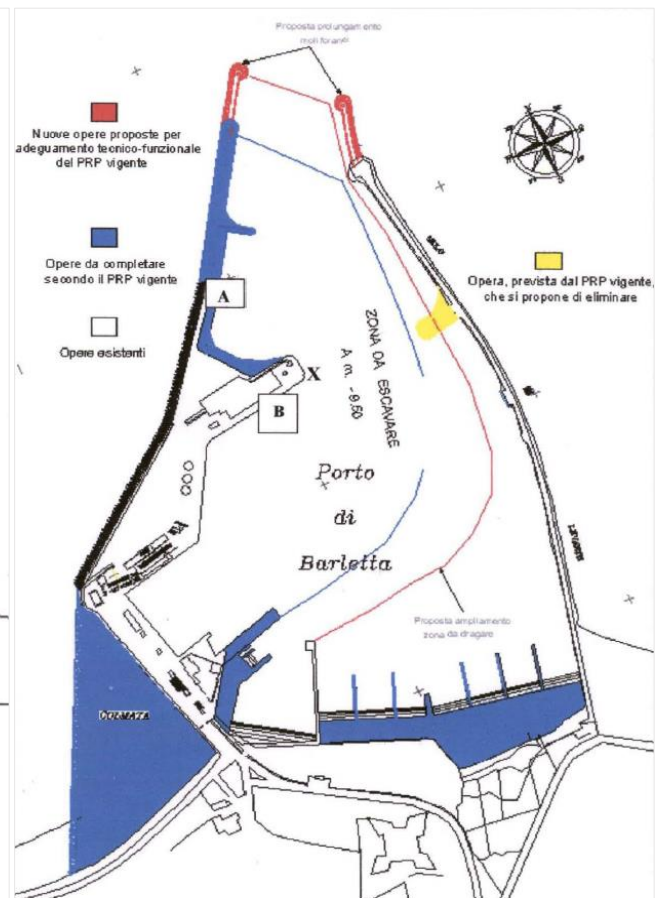 Proposta prolungamento
moli foranei
Nuove opere proposte per
adeguamento tecnico-funzionale
del PRP vigente
Opere da completare
secondo il PRP vigente
Opera, prevista dal PRP vigente,
che si propone di eliminare
A
Opere esistenti
X
B
ZONA DA ESCAVARE
A m. - 9.50
Porto
di
Barletta
MOLO
LEVANTE
Proposta ampliamento
zona da dragare
COLMATA